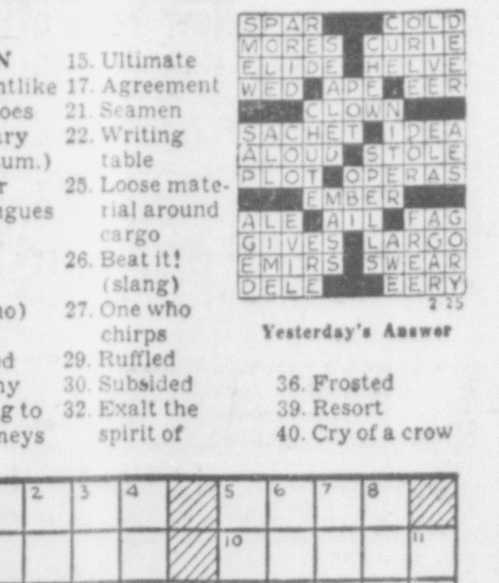 N
ntlike
oes
ary
um.)
r
ngues
no)
ed
ny
g to
neys
15. Ultimate
17. Agreement
21. Seamen
22. Writing
table
25. Loose mate-
rial around
cargo
26. Beat it!
(slang)
27. One who
chirps
29. Ruffled
30. Subsided
32. Exalt the
spirit of
SPAR COLD
MORES CURIE
ELIDE HELVE
WED APE EER
CLOWN
SACHET IDEA
ALOUD STOLE
PLOT OPERAS
EMBER
ALE AIL FAG
GIVES LARGO
EMIRS SWEAR
DELE EERY
2-25
Yesterday's Answer
36. Frosted
39. Resort
40. Cry of a crow
2 3 4 5 6 7 8
10 11